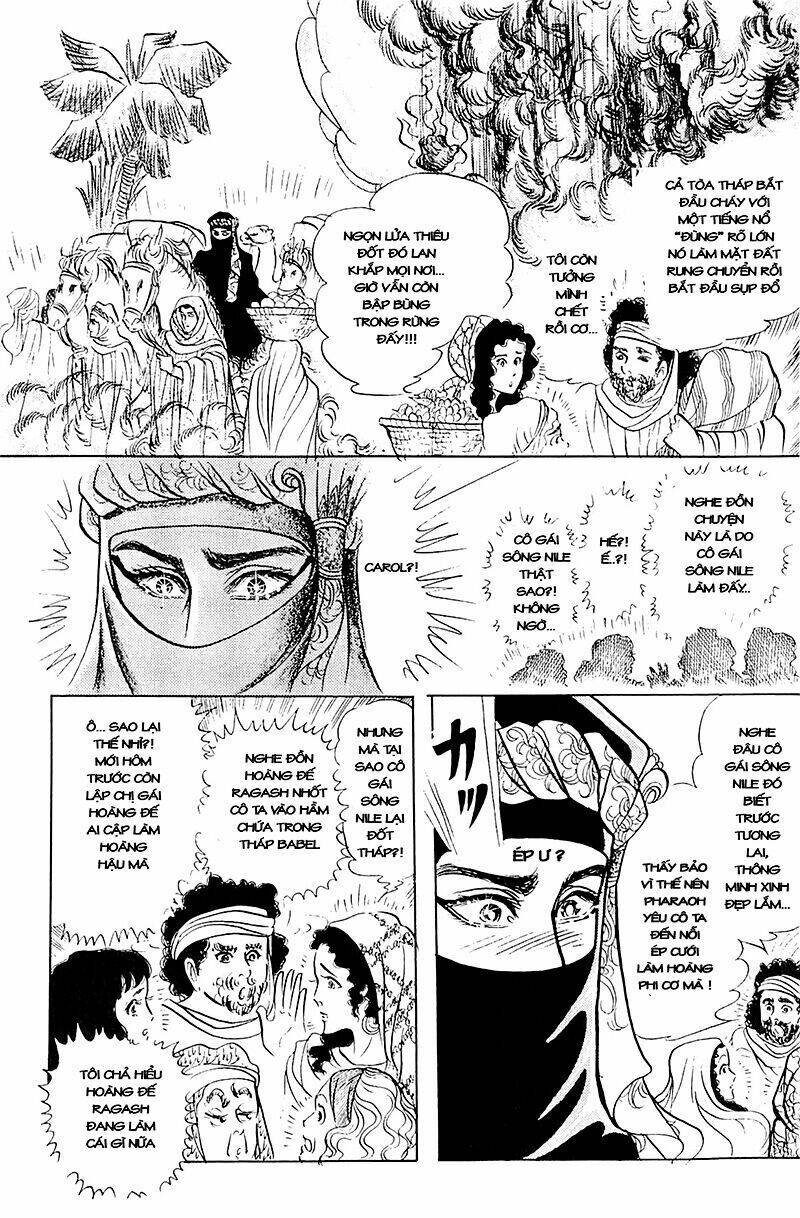 CẢ TÒA THÁP BẮT
ĐẦU CHÁY VỚI
MỘT TIẾNG NỔ
"ĐÙNG" RỐ LỚN
NÓ LÀM MẶT ĐẤT
RUNG CHUYỂN RỒI
BẮT ĐẦU SỤP ĐỔ
TÔI CÒN
TƯỞNG
MÌNH
CHẾT
RỒI CƠ...
NGỌN LỬA THIÊU
ĐỐT ĐÓ LAN
KHẮP MỌI NƠI...
GIỜ VẪN CÒN
BẬP BÙNG
TRONG RỪNG
ĐẤY!!!
NGHE ĐỒN
CHUYỆN
NÀY LÀ DO
CÔ GÁI
SÔNG NILE
LÀM ĐẤY..
HẾ?!
Ế..?!
CÔ GÁI
SÔNG NILE
THẬT
SAO?!
KHÔNG
NGỜ...
CAROL?!
NGHE
ĐÂU CÔ
GÁI SÔNG
NILE ĐÓ
BIẾT
TRƯỚC
TƯƠNG
LAI,
THÔNG
MINH XINH
ĐẸP LẮM...
THẤY BẢO
VÌ THẾ NÊN
PHARAOH
YÊU CÔ TA
ĐẾN NỖI
ÉP CƯỚI
LÀM HOÀNG
PHI CƠ MÀ !
ガッ
ÉP Ư ?
NHƯNG
MÀ TẠI
SAO CÔ
GÁI
SÔNG
NILE LẠI
ĐỐT
THÁP?!
NGHE ĐỒN
HOÀNG ĐẾ
RAGASH NHỐT
CÔ TA VÀO HẦM
CHỨA TRONG
THÁP BABEL
Ô... SAO LẠI
THẾ NHỈ?!
MỚI HÔM
TRƯỚC CÒN
LẬP CHỊ GÁI
HOÀNG ĐẾ
AI CẬP LÀM
HOÀNG
HẬU MÀ
TÔI CHẢ HIỂU
HOÀNG ĐẾ
RAGASH
ĐANG LÀM
CÁI GÌ NỮA